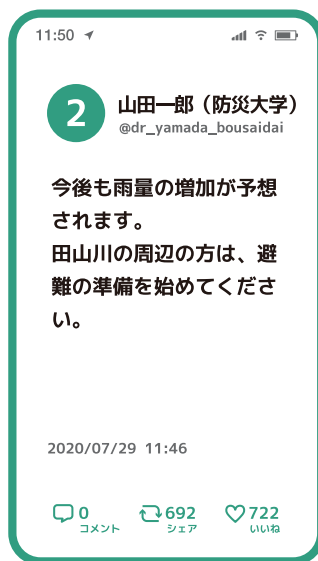 11:50
2
山田一郎（防災大学）
@dr_yamada_bousaidai
今後も雨量の増加が予想
されます。
田山川の周辺の方は、避
難の準備を始めてくださ
い。
2020/07/29 11:46
0 692 722
コメント シェア いいね